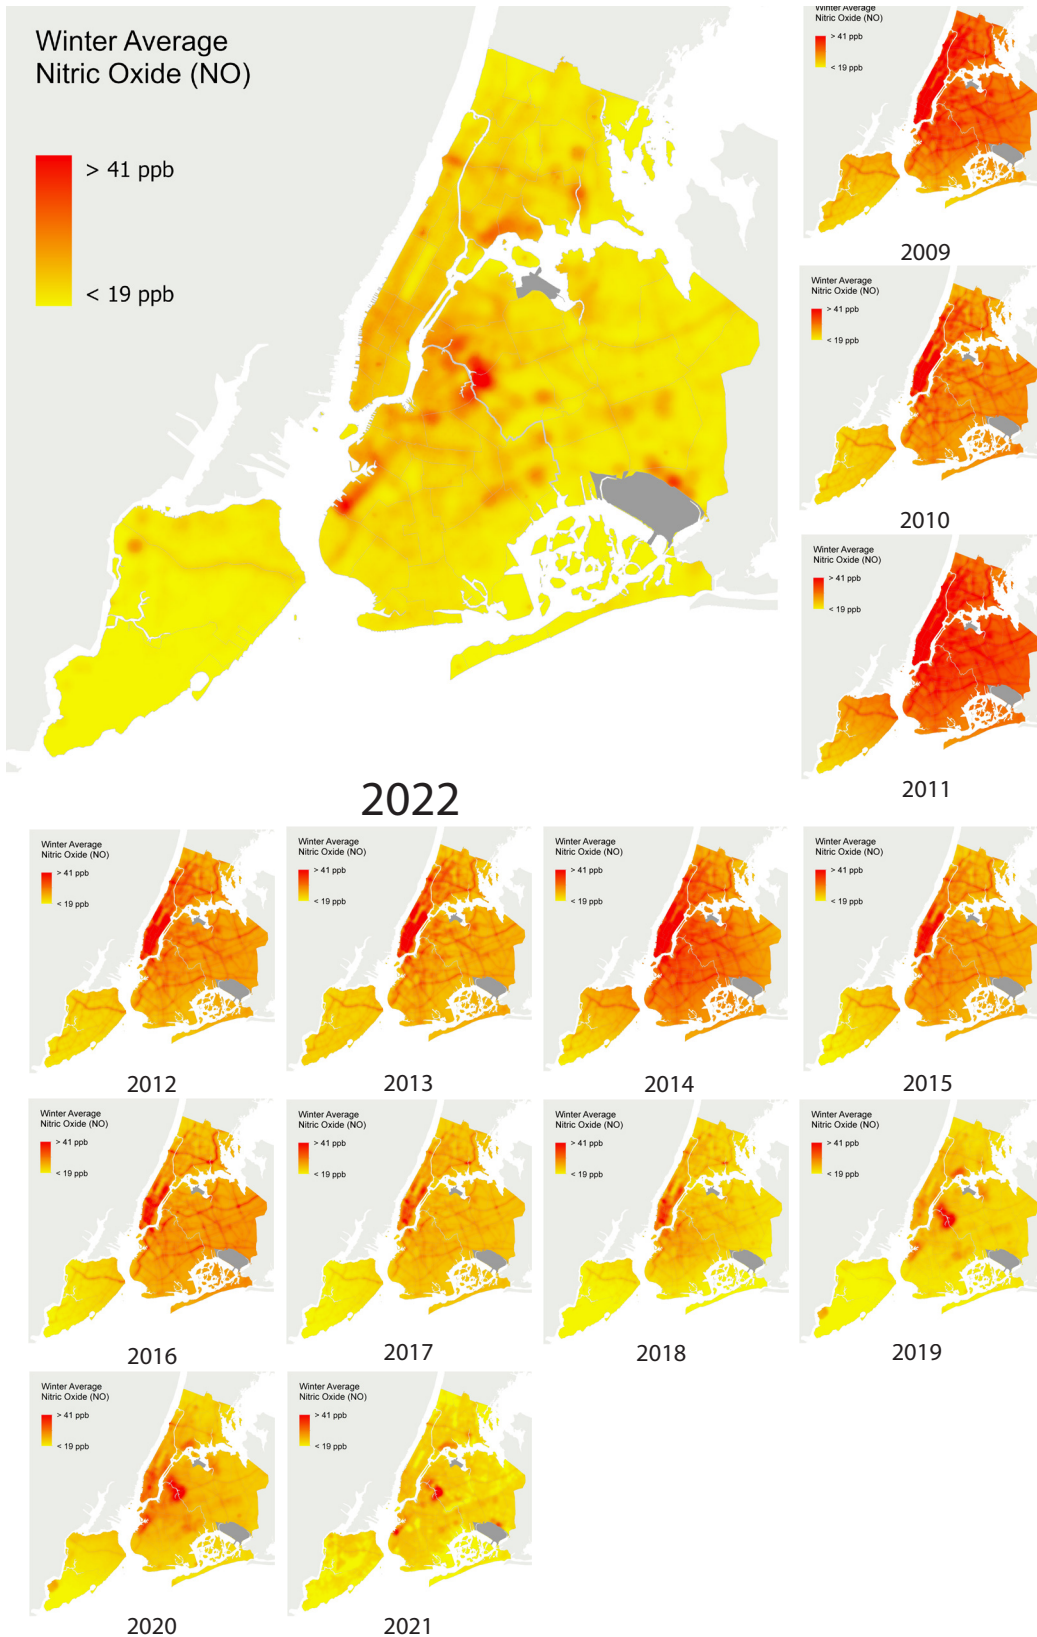 Winter Average
Nitric Oxide (NO)
> 41 ppb
< 19 ppb
2022
Nitric Oxide (NO)
> 41 ppb
< 19 ppb
2009
Winter Average
Nitric Oxide (NO)
> 41 ppb
< 19 ppb
2010
Winter Average
Nitric Oxide (NO)
> 41 ppb
< 19 ppb
2011
Winter Average
Nitric Oxide (NO)
> 41 ppb
< 19 ppb
2012
Winter Average
Nitric Oxide (NO)
> 41 ppb
< 19 ppb
2013
Winter Average
Nitric Oxide (NO)
> 41 ppb
< 19 ppb
2014
Winter Average
Nitric Oxide (NO)
> 41 ppb
< 19 ppb
2015
Winter Average
Nitric Oxide (NO)
> 41 ppb
< 19 ppb
2016
Winter Average
Nitric Oxide (NO)
> 41 ppb
< 19 ppb
2017
Winter Average
Nitric Oxide (NO)
> 41 ppb
< 19 ppb
2018
Winter Average
Nitric Oxide (NO)
> 41 ppb
< 19 ppb
2019
Winter Average
Nitric Oxide (NO)
> 41 ppb
< 19 ppb
2020
Winter Average
Nitric Oxide (NO)
> 41 ppb
< 19 ppb
2021